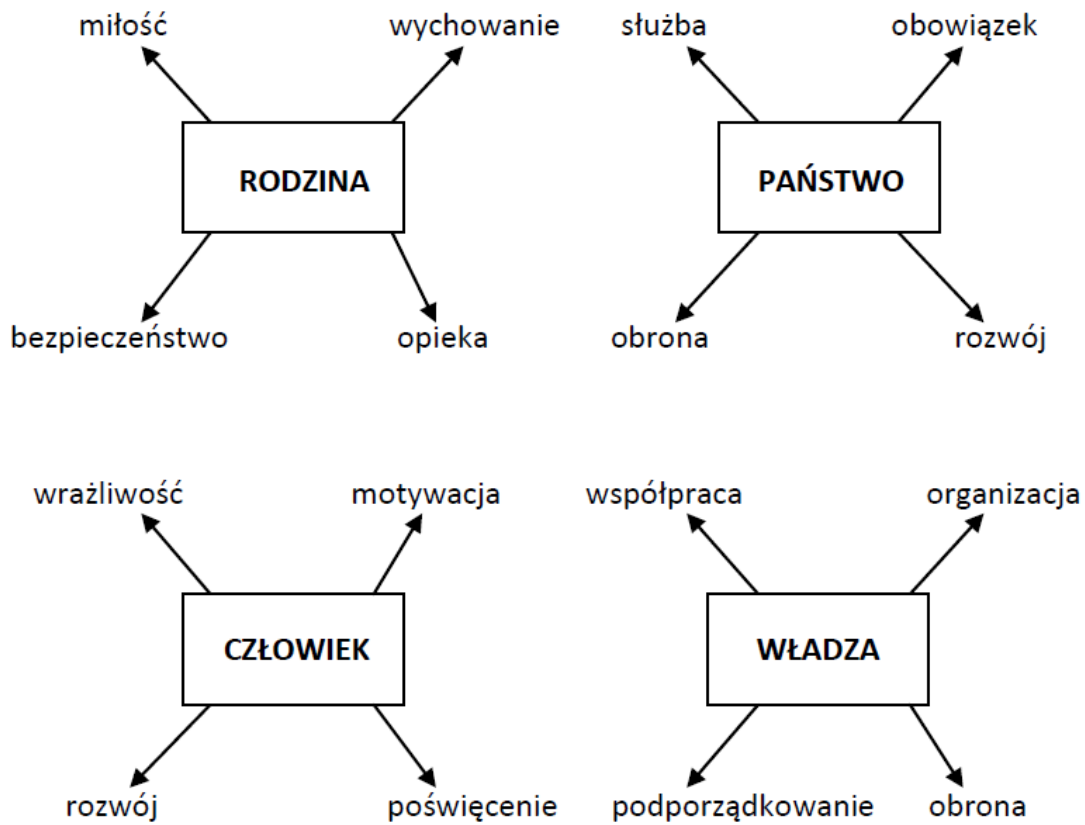 miłość wychowanie
RODZINA
bezpieczeństwo opieka
służba obowiązek
PAŃSTWO
obrona rozwój
wrażliwość motywacja
CZŁOWIEK
rozwój poświęcenie
współpraca organizacja
WŁADZA
podporządkowanie obrona